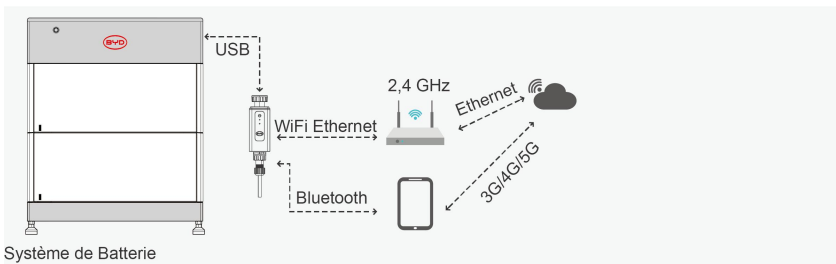 BYD
USB
2,4 GHz
Ethernet
WiFi Ethernet
3G/4G/5G
Bluetooth
Système de Batterie